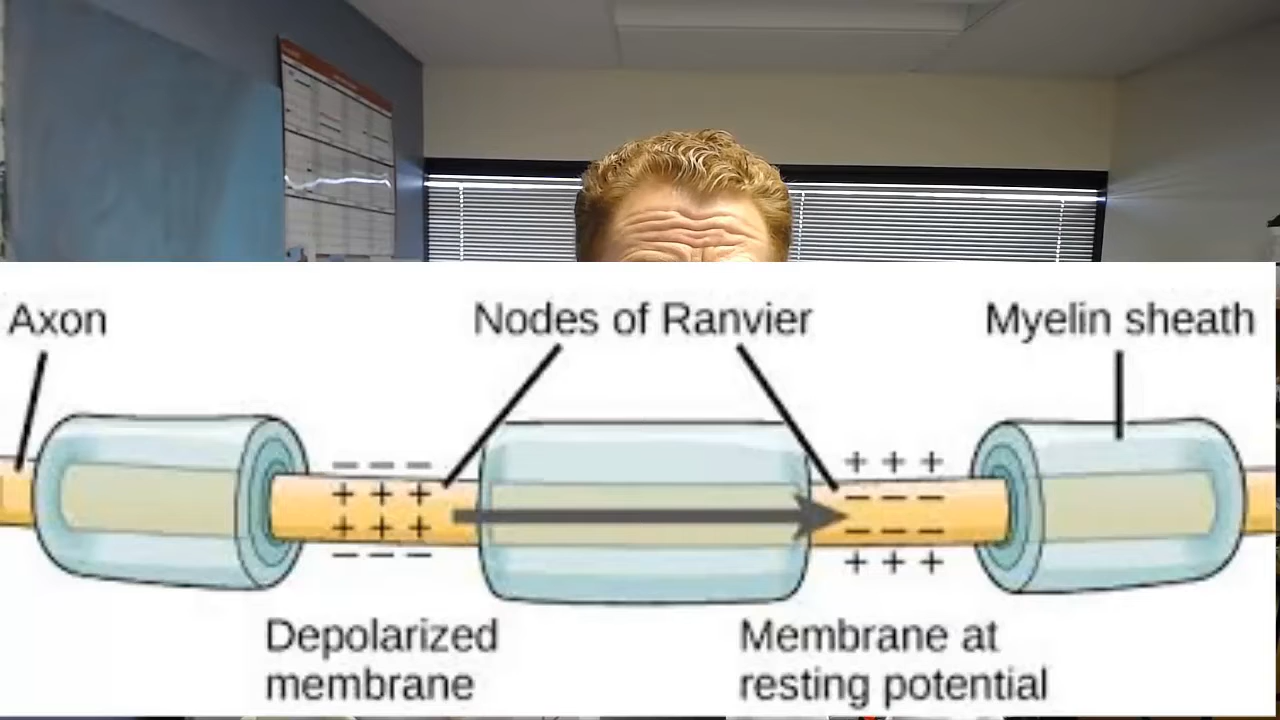 Axon
Nodes of Ranvier
Myelin sheath
− − −
+ + +
+ + +
− − −
+ + +
− − −
− − −
+ + +
Depolarized
membrane
Membrane at
resting potential